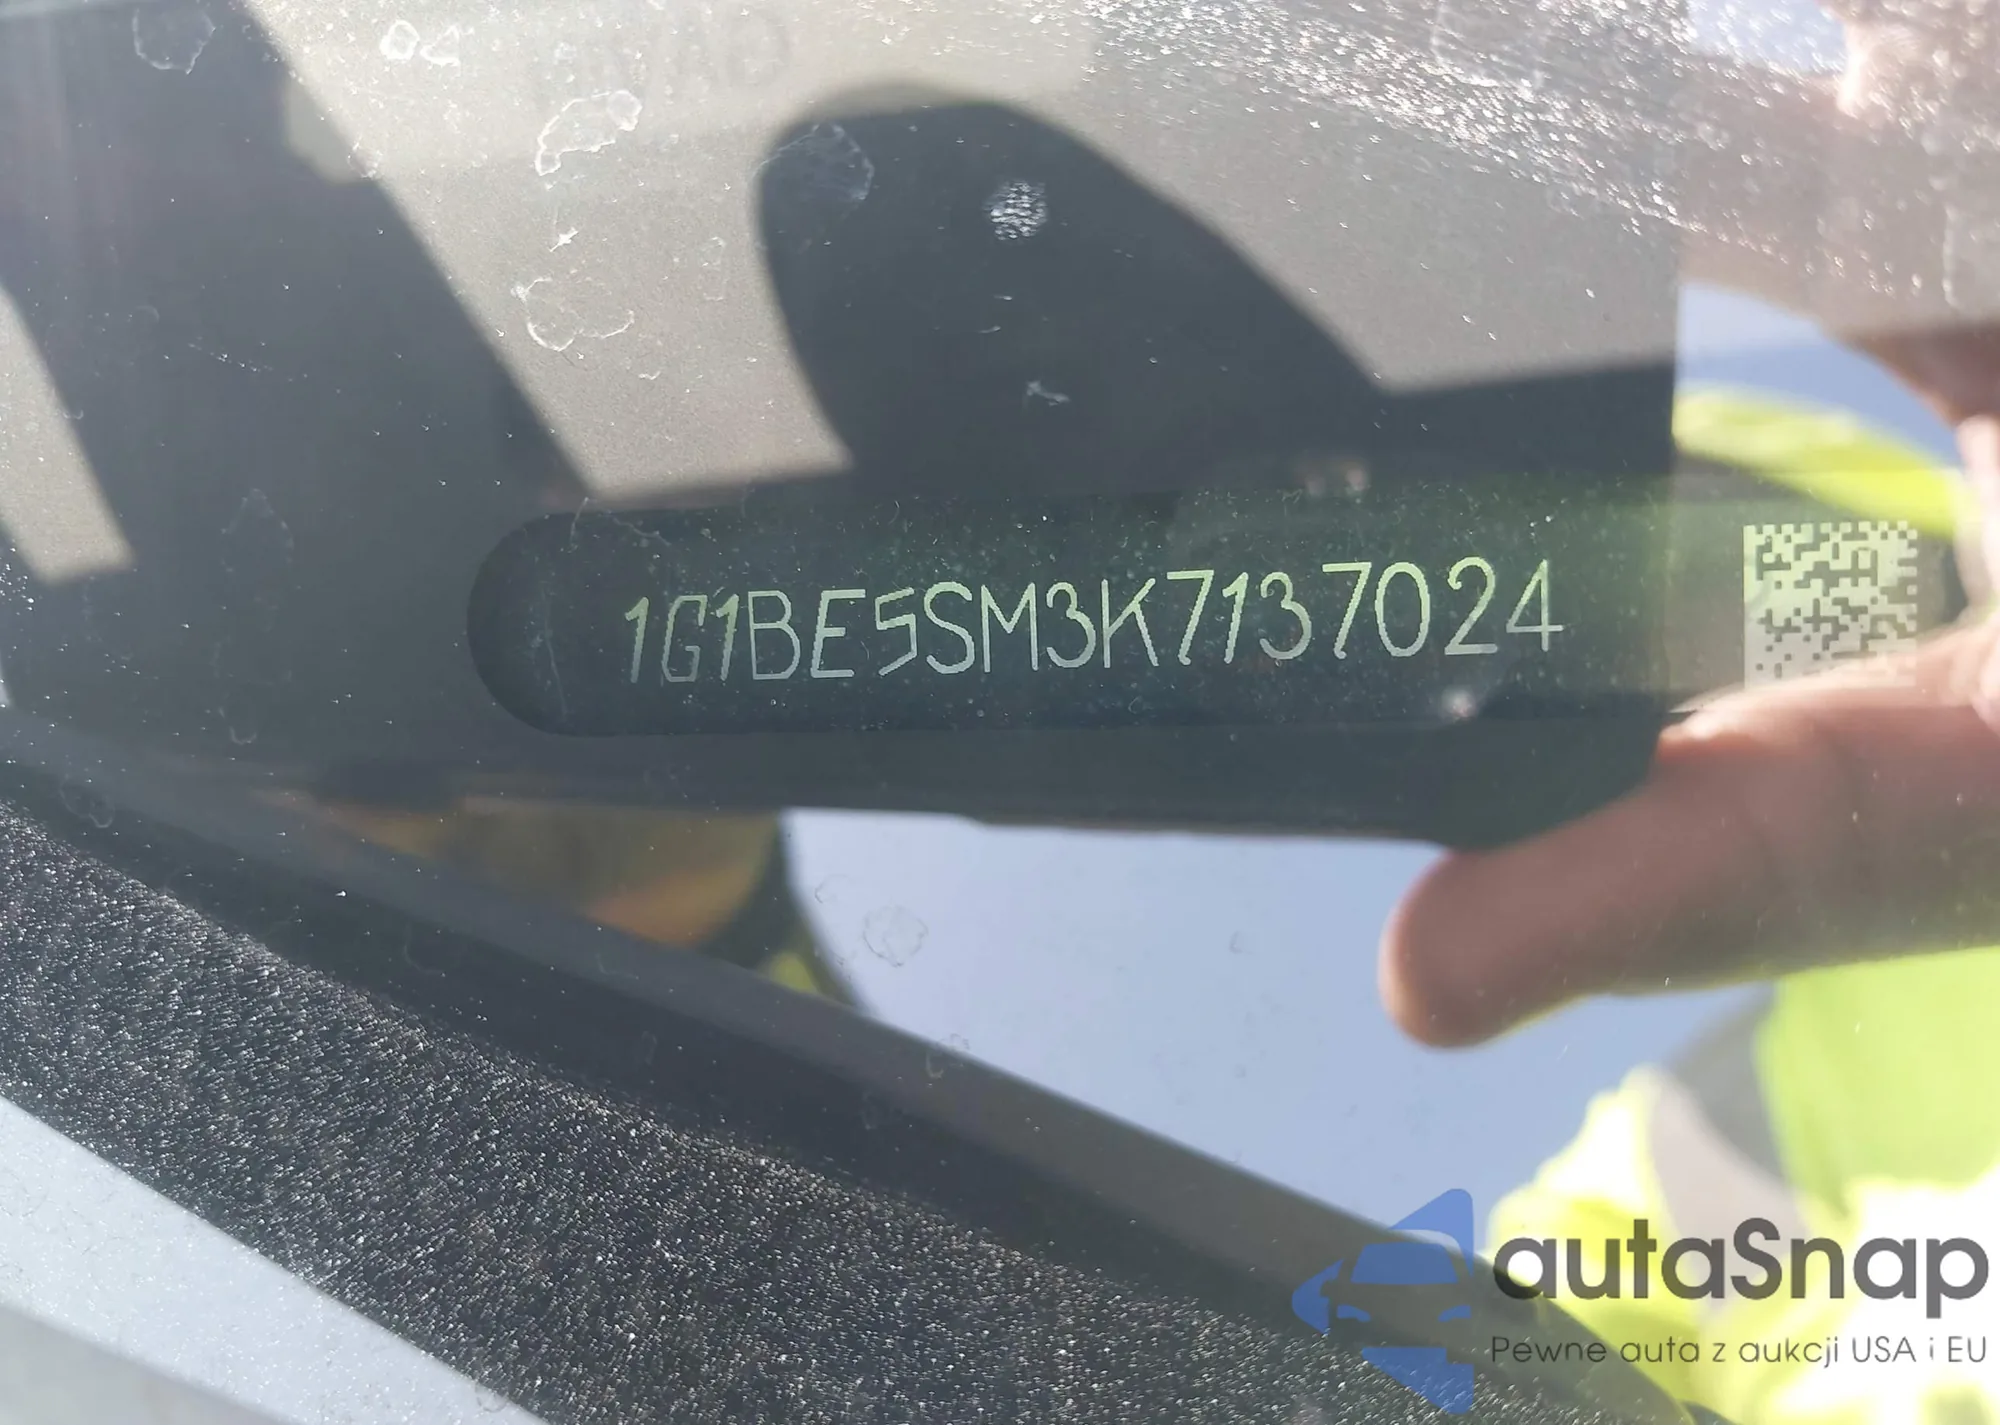 1G1BE5SM3K7137024
autaSnap
Pewne auta z aukcji USA i EU